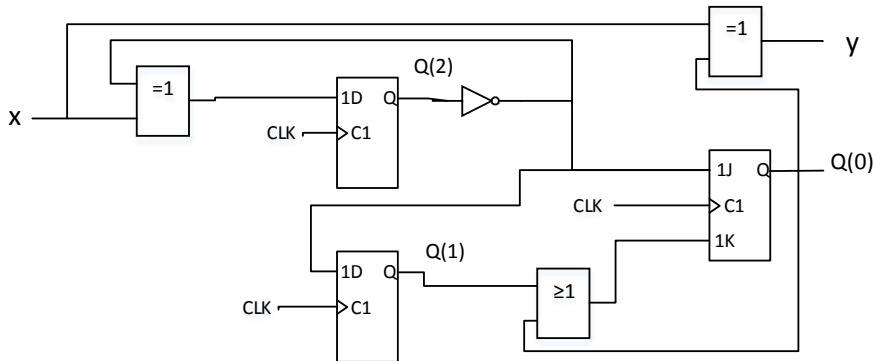 =1
y
Q(2)
=1
1D Q
x
CLK C1
Q(0)
1J Q
CLK C1
Q(1)
1K
1D Q
≥1
CLK C1